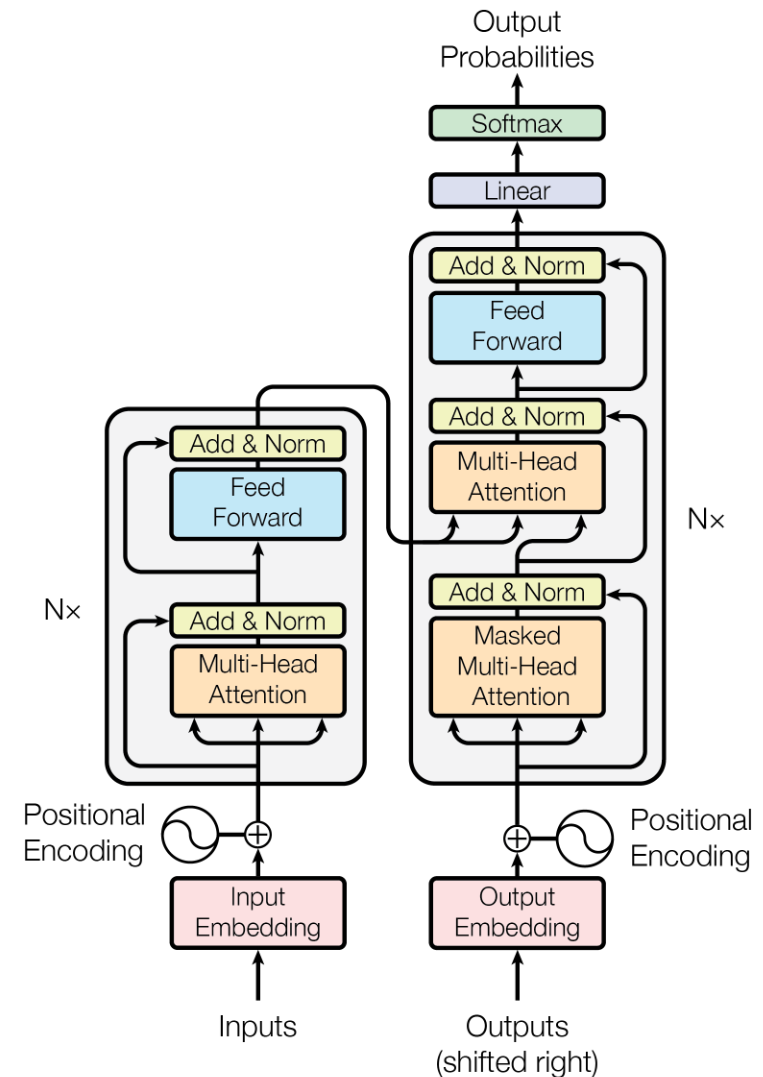 Output
Probabilities
Softmax
Linear
Add & Norm
Feed
Forward
Add & Norm
Multi-Head
Attention
N×
Add & Norm
Masked
Multi-Head
Attention
Add & Norm
Feed
Forward
N×
Add & Norm
Multi-Head
Attention
Positional
Encoding
Positional
Encoding
Input
Embedding
Output
Embedding
Inputs
Outputs
(shifted right)